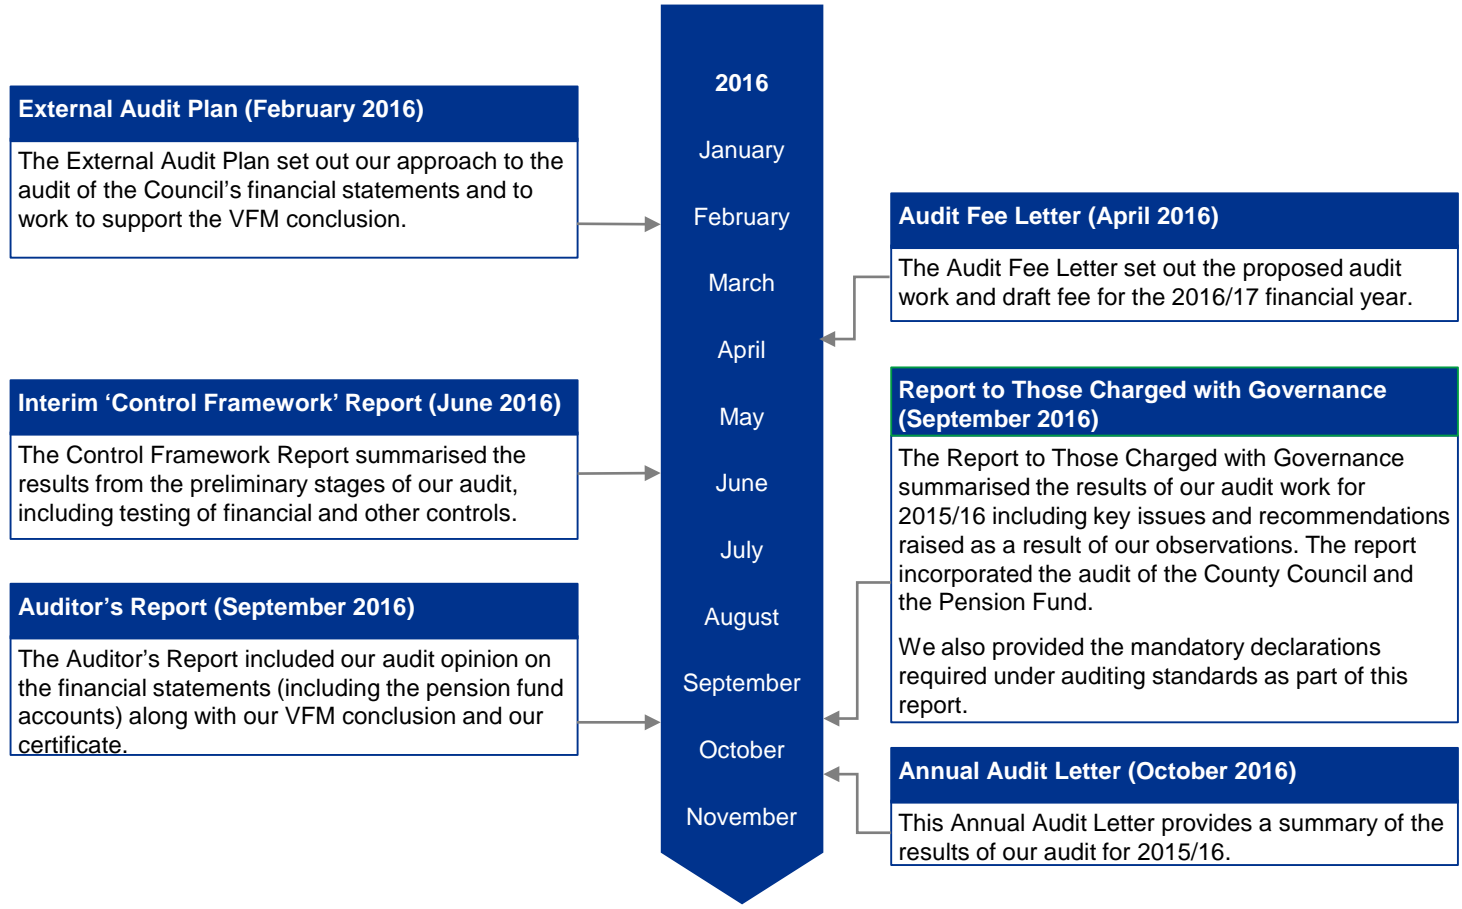 External Audit Plan (February 2016)
The External Audit Plan set out our approach to the
audit of the Council’s financial statements and to
work to support the VFM conclusion.
Interim ‘Control Framework’ Report (June 2016)
The Control Framework Report summarised the
results from the preliminary stages of our audit,
including testing of financial and other controls.
Auditor’s Report (September 2016)
The Auditor’s Report included our audit opinion on
the financial statements (including the pension fund
accounts) along with our VFM conclusion and our
certificate.
2016
January
February
March
April
May
June
July
August
September
October
November
Audit Fee Letter (April 2016)
The Audit Fee Letter set out the proposed audit
work and draft fee for the 2016/17 financial year.
Report to Those Charged with Governance
(September 2016)
The Report to Those Charged with Governance
summarised the results of our audit work for
2015/16 including key issues and recommendations
raised as a result of our observations. The report
incorporated the audit of the County Council and
the Pension Fund.
We also provided the mandatory declarations
required under auditing standards as part of this
report.
Annual Audit Letter (October 2016)
This Annual Audit Letter provides a summary of the
results of our audit for 2015/16.